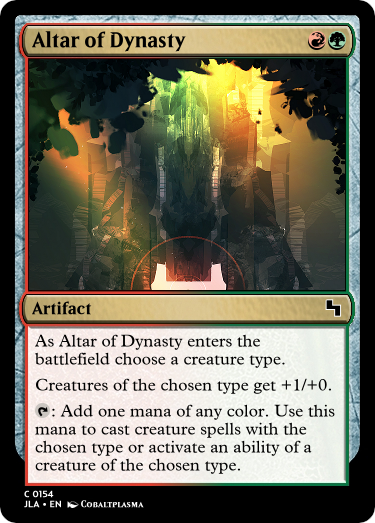 Altar of Dynasty
Artifact
As Altar of Dynasty enters the
battlefield choose a creature type.
Creatures of the chosen type get +1/+0.
: Add one mana of any color. Use this
mana to cast creature spells with the
chosen type or activate an ability of a
creature of the chosen type.
C 0154
JLA • EN Cobaltplasma